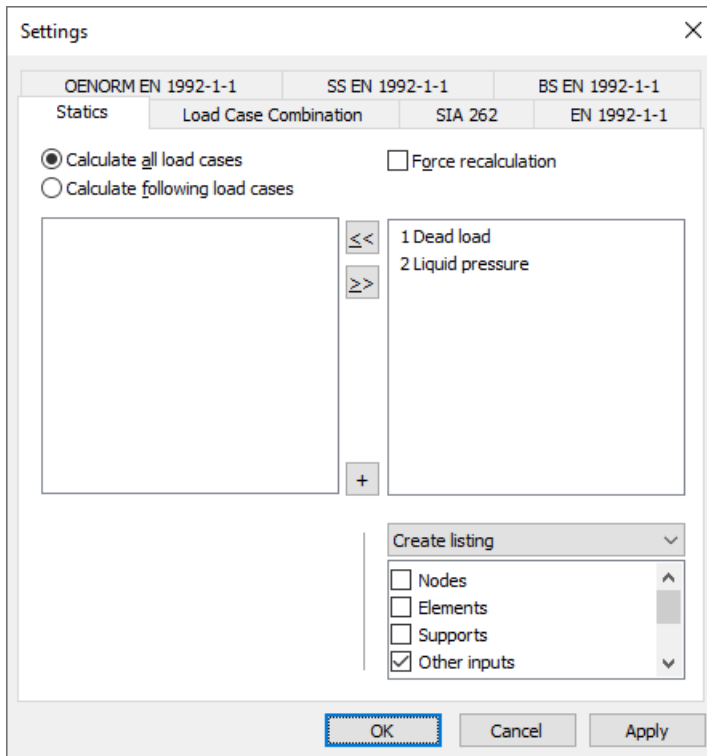 Settings
OENORM EN 1992-1-1
SS EN 1992-1-1
BS EN 1992-1-1
Statics
Load Case Combination
SIA 262
EN 1992-1-1
Calculate all load cases
Force recalculation
Calculate following load cases
<<
1 Dead load
2 Liquid pressure
>>
+
Create listing
Nodes
Elements
Supports
Other inputs
OK
Cancel
Apply